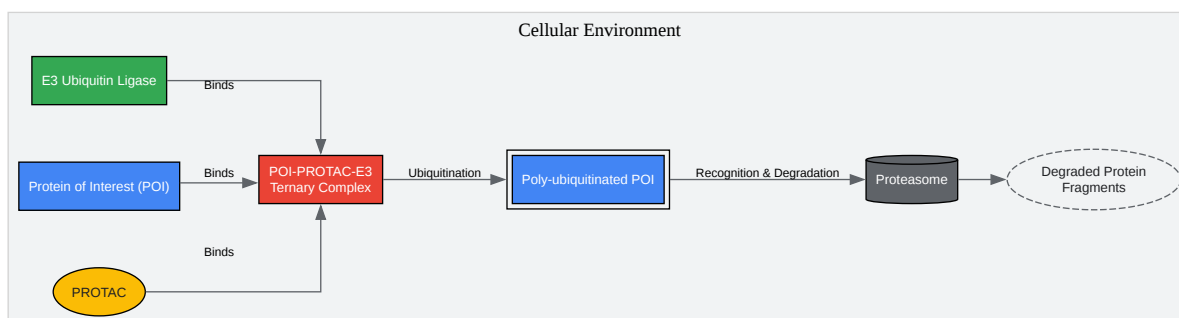 Cellular Environment
E3 Ubiquitin Ligase
Binds
Protein of Interest (POI)
Binds
POI-PROTAC-E3
Ternary Complex
Ubiquitination
Poly-ubiquitinated POI
Recognition & Degradation
Proteasome
Degraded Protein
Fragments
Binds
PROTAC